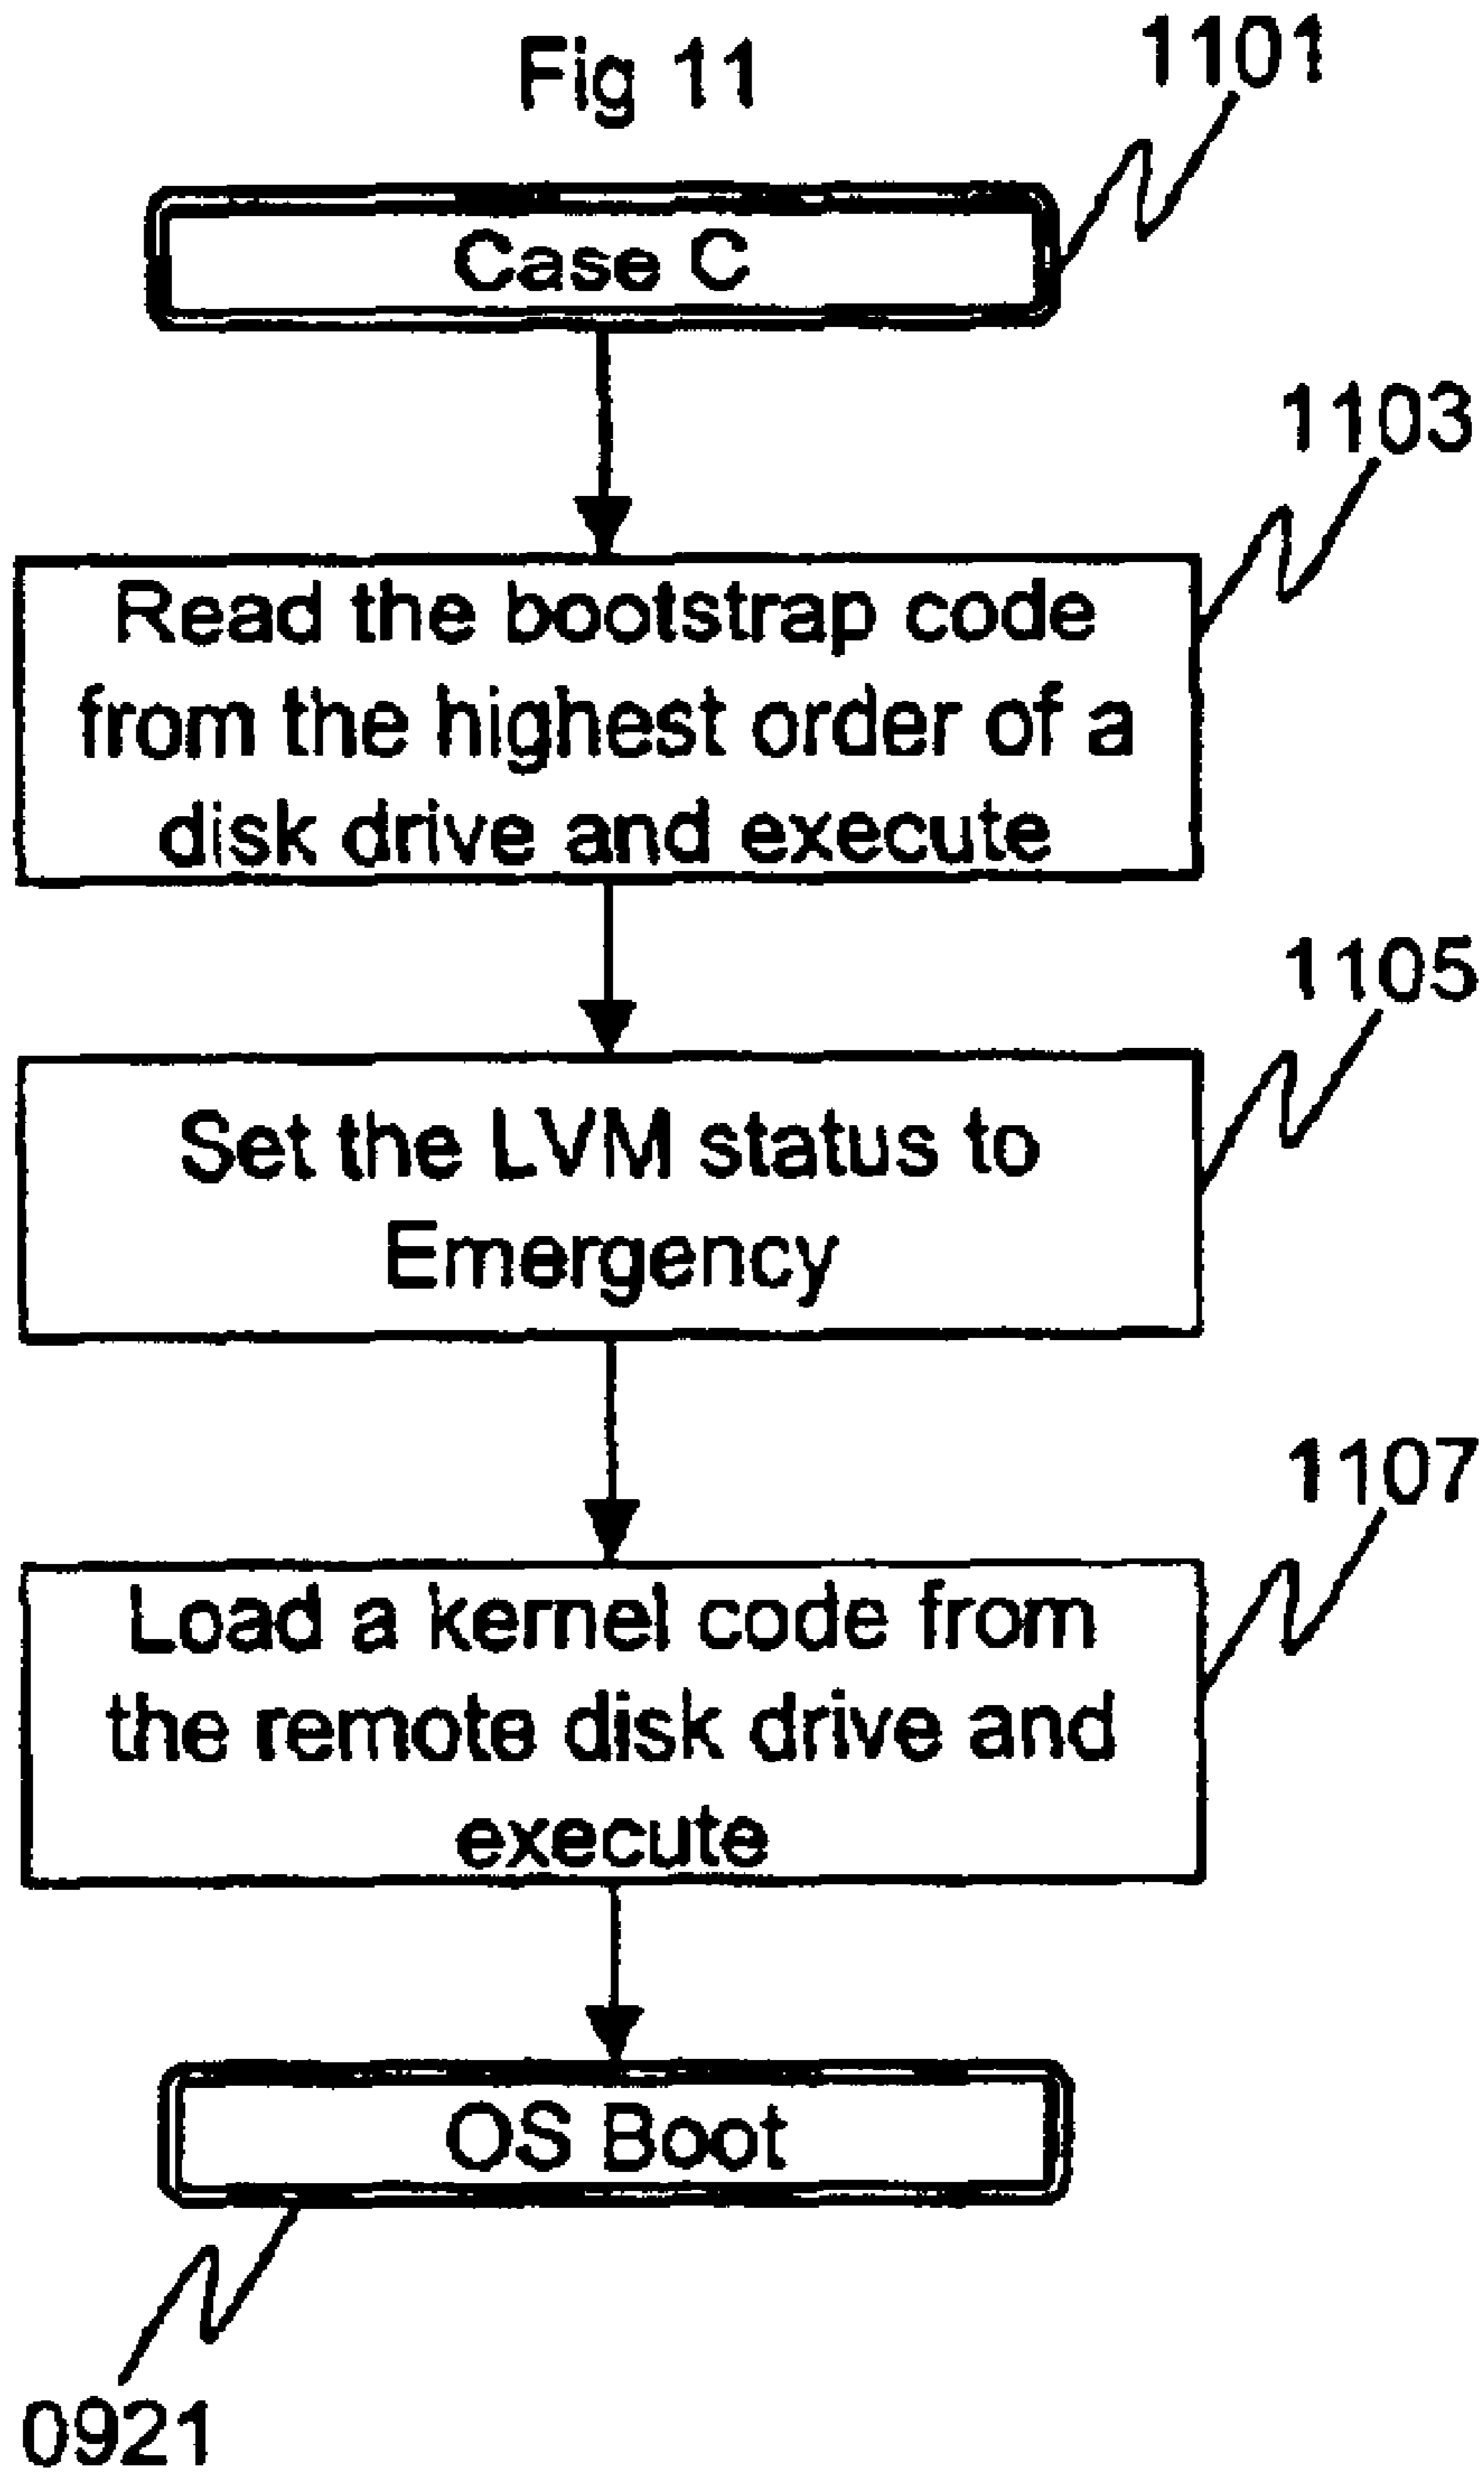 Fig 11
1101
Case C
1103
Read the bootstrap code
from the highest order of a
disk drive and execute
1105
Set the LVM status to
Emergency
1107
Load a kernel code from
the remote disk drive and
execute
OS Boot
0921